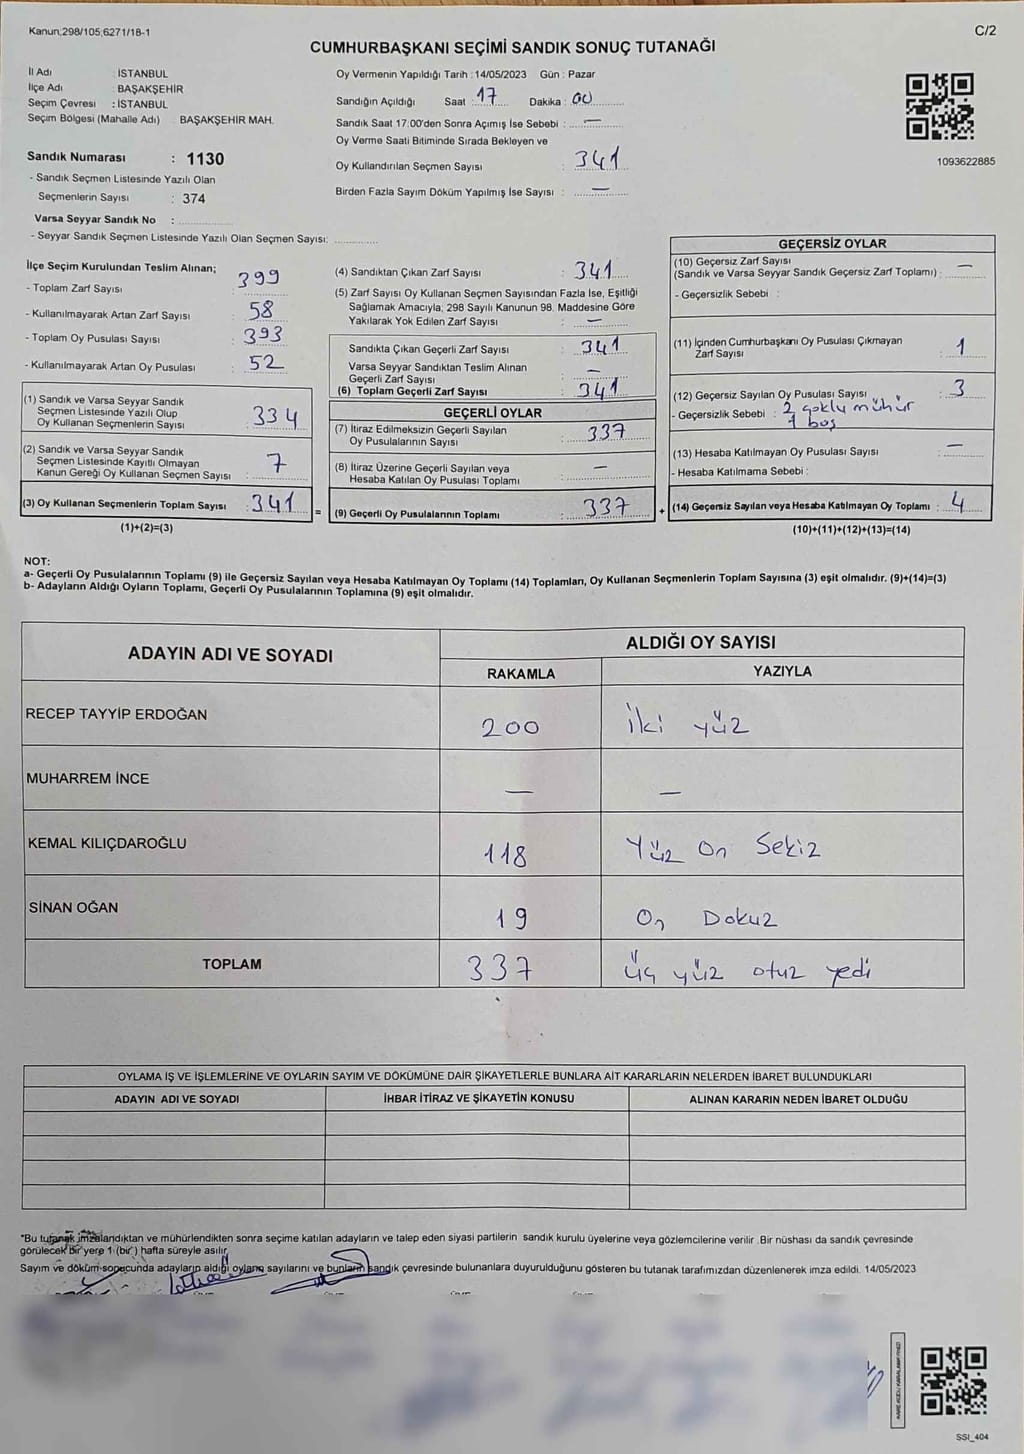 Kanun;298/105,6271/18-1
C/2
CUMHURBAŞKANI SEÇİMİ SANDIK SONUÇ TUTANAĞI
İl Adı : İSTANBUL
İlçe Adı : BAŞAKŞEHİR
Seçim Çevresi : İSTANBUL
Seçim Bölgesi (Mahalle Adı) BAŞAKŞEHİR MAH.
Sandık Numarası : 1130
- Sandık Seçmen Listesinde Yazılı Olan
Seçmenlerin Sayısı : 374
Varsa Seyyar Sandık No :
- Seyyar Sandık Seçmen Listesinde Yazılı Olan Seçmen Sayısı:
Oy Vermenin Yapıldığı Tarih : 14/05/2023 Gün : Pazar
Sandığın Açıldığı Saat : 17 Dakika : 00
Sandık Saat 17:00'den Sonra Açımış İse Sebebi : —
Oy Verme Saati Bitiminde Sırada Bekleyen ve
Oy Kullandırılan Seçmen Sayısı : 341
Birden Fazla Sayım Döküm Yapılmış İse Sayısı : —
1093622885
İlçe Seçim Kurulundan Teslim Alınan;
- Toplam Zarf Sayısı : 399
- Kullanılmayarak Artan Zarf Sayısı : 58
- Toplam Oy Pusulası Sayısı : 393
- Kullanılmayarak Artan Oy Pusulası : 52
(1) Sandık ve Varsa Seyyar Sandık
Seçmen Listesinde Yazılı Olup
Oy Kullanan Seçmenlerin Sayısı : 334
(2) Sandık ve Varsa Seyyar Sandık
Seçmen Listesinde Kayıtlı Olmayan
Kanun Gereği Oy Kullanan Seçmen Sayısı : 7
(3) Oy Kullanan Seçmenlerin Toplam Sayısı : 341
(1)+(2)=(3)
=
(4) Sandıktan Çıkan Zarf Sayısı : 341
(5) Zarf Sayısı Oy Kullanan Seçmen Sayısından Fazla İse, Eşitliği
Sağlamak Amacıyla; 298 Sayılı Kanunun 98. Maddesine Göre
Yakılarak Yok Edilen Zarf Sayısı : —
Sandıkta Çıkan Geçerli Zarf Sayısı : 341
Varsa Seyyar Sandıktan Teslim Alınan
Geçerli Zarf Sayısı : —
(6) Toplam Geçerli Zarf Sayısı : 341
GEÇERLİ OYLAR
(7) İtiraz Edilmeksizin Geçerli Sayılan
Oy Pusulalarının Sayısı : 337
(8) İtiraz Üzerine Geçerli Sayılan veya
Hesaba Katılan Oy Pusulası Toplamı : —
(9) Geçerli Oy Pusulalarının Toplamı : 337
+
GEÇERSİZ OYLAR
(10) Geçersiz Zarf Sayısı
(Sandık ve Varsa Seyyar Sandık Geçersiz Zarf Toplamı) : —
- Geçersizlik Sebebi :
(11) İçinden Cumhurbaşkanı Oy Pusulası Çıkmayan
Zarf Sayısı : 1
(12) Geçersiz Sayılan Oy Pusulası Sayısı : 3
- Geçersizlik Sebebi : 2 çoklu mühür
1 boş
(13) Hesaba Katılmayan Oy Pusulası Sayısı : —
- Hesaba Katılmama Sebebi :
(14) Geçersiz Sayılan veya Hesaba Katılmayan Oy Toplamı : 4
(10)+(11)+(12)+(13)=(14)
NOT:
a- Geçerli Oy Pusulalarının Toplamı (9) ile Geçersiz Sayılan veya Hesaba Katılmayan Oy Toplamı (14) Toplamları, Oy Kullanan Seçmenlerin Toplam Sayısına (3) eşit olmalıdır. (9)+(14)=(3)
b- Adayların Aldığı Oyların Toplamı, Geçerli Oy Pusulalarının Toplamına (9) eşit olmalıdır.
ADAYIN ADI VE SOYADI
ALDIĞI OY SAYISI
RAKAMLA YAZIYLA
RECEP TAYYİP ERDOĞAN 200 İki yüz
MUHARREM İNCE — —
KEMAL KILIÇDAROĞLU 118 Yüz On Sekiz
SİNAN OĞAN 19 On Dokuz
TOPLAM 337 Üç yüz otuz yedi
OYLAMA İŞ VE İŞLEMLERİNE VE OYLARIN SAYIM VE DÖKÜMÜNE DAİR ŞİKAYETLERLE BUNLARA AİT KARARLARIN NELERDEN İBARET BULUNDUKLARI
ADAYIN ADI VE SOYADI İHBAR İTİRAZ VE ŞİKAYETİN KONUSU ALINAN KARARIN NEDEN İBARET OLDUĞU
*Bu tutanak imzalandıktan ve mühürlendikten sonra seçime katılan adayların ve talep eden siyasi partilerin sandık kurulu üyelerine veya gözlemcilerine verilir .Bir nüshası da sandık çevresinde
görülecek bir yere 1 (bir ) hafta süreyle asılır.
Sayım ve döküm sonucunda adayların aldığı oyların sayılarını ve bunların sandık çevresinde bulunanlara duyurulduğunu gösteren bu tutanak tarafımızdan düzenlenerek imza edildi. 14/05/2023
SSI_404